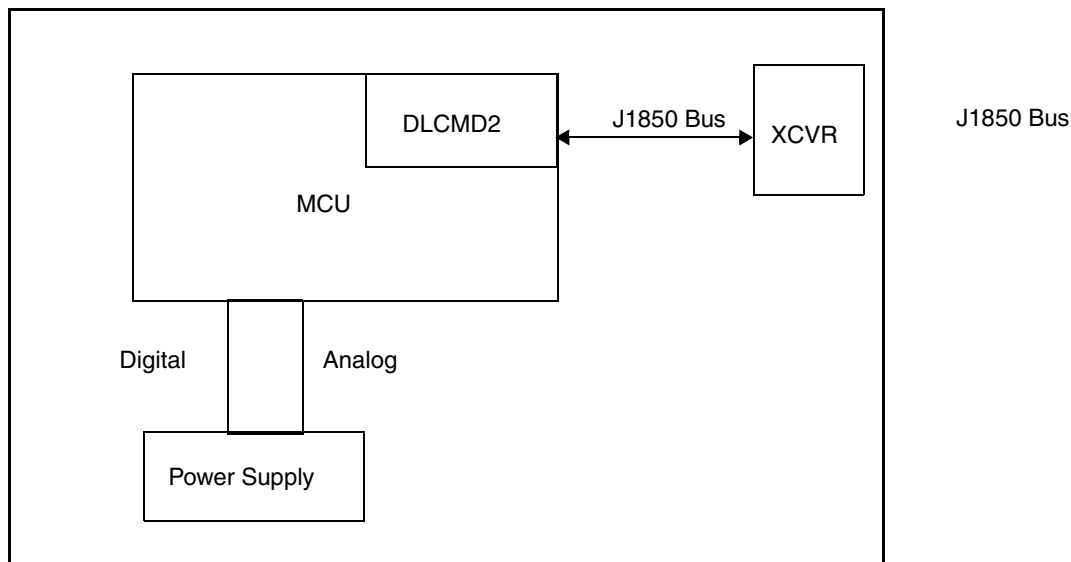 DLCMD2
J1850 Bus
XCVR
J1850 Bus
MCU
Digital
Analog
Power Supply